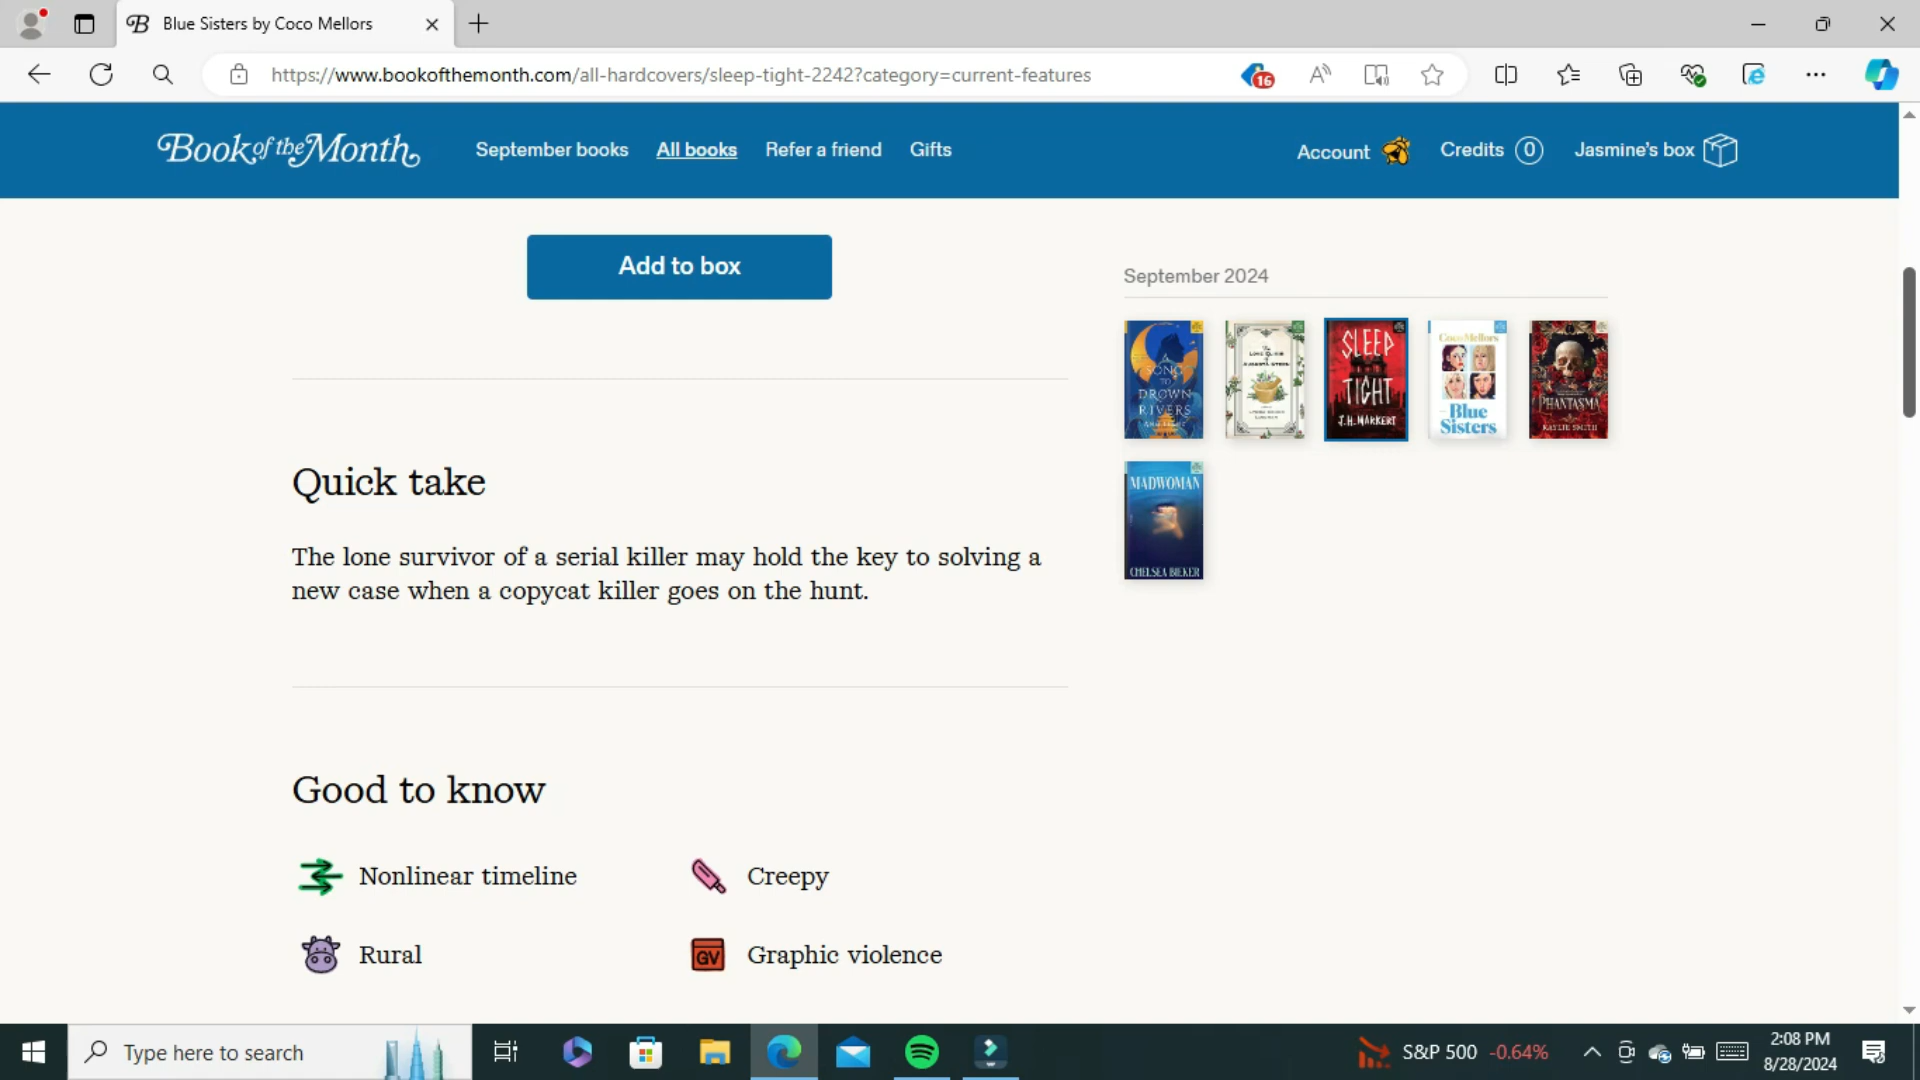 Blue Sisters by Coco Mellors
https://www.bookofthemonth.com/all-hardcovers/sleep-tight-2242?category=current-features
16
Book of the Month
September books
All books
Refer a friend
Gifts
Account
Credits 0
Jasmine's box
Add to box
September 2024
A
SONG
TO
DROWN
RIVERS
SLEEP
TIGHT
J.H. MARKERT
Coco Mellors
Blue
Sisters
PHANTASMA
KAYLIE SMITH
MADWOMAN
CHELSEA BIEKER
Quick take
The lone survivor of a serial killer may hold the key to solving a
new case when a copycat killer goes on the hunt.
Good to know
Nonlinear timeline
Creepy
Rural
GV
Graphic violence
Type here to search
S&P 500 -0.64%
2:08 PM
8/28/2024